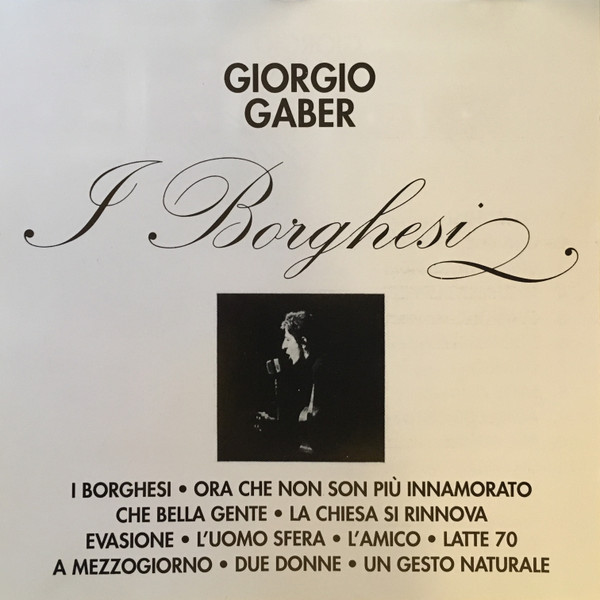 GIORGIO
GABER
I Borghesi
I BORGHESI • ORA CHE NON SON PIÙ INNAMORATO
CHE BELLA GENTE • LA CHIESA SI RINNOVA
EVASIONE • L'UOMO SFERA • L'AMICO • LATTE 70
A MEZZOGIORNO • DUE DONNE • UN GESTO NATURALE